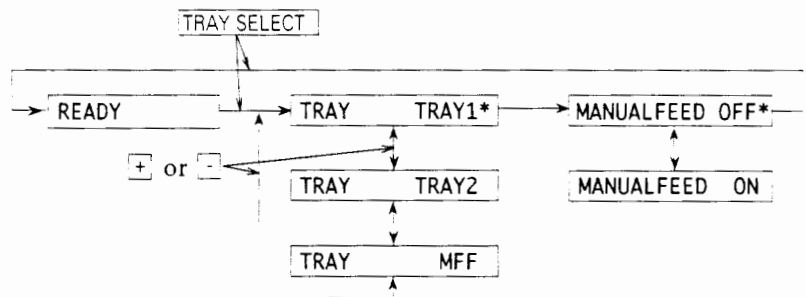 TRAY SELECT
READY
TRAY TRAY1*
MANUALFEED OFF*
+ or -
TRAY TRAY2
MANUALFEED ON
TRAY MFF